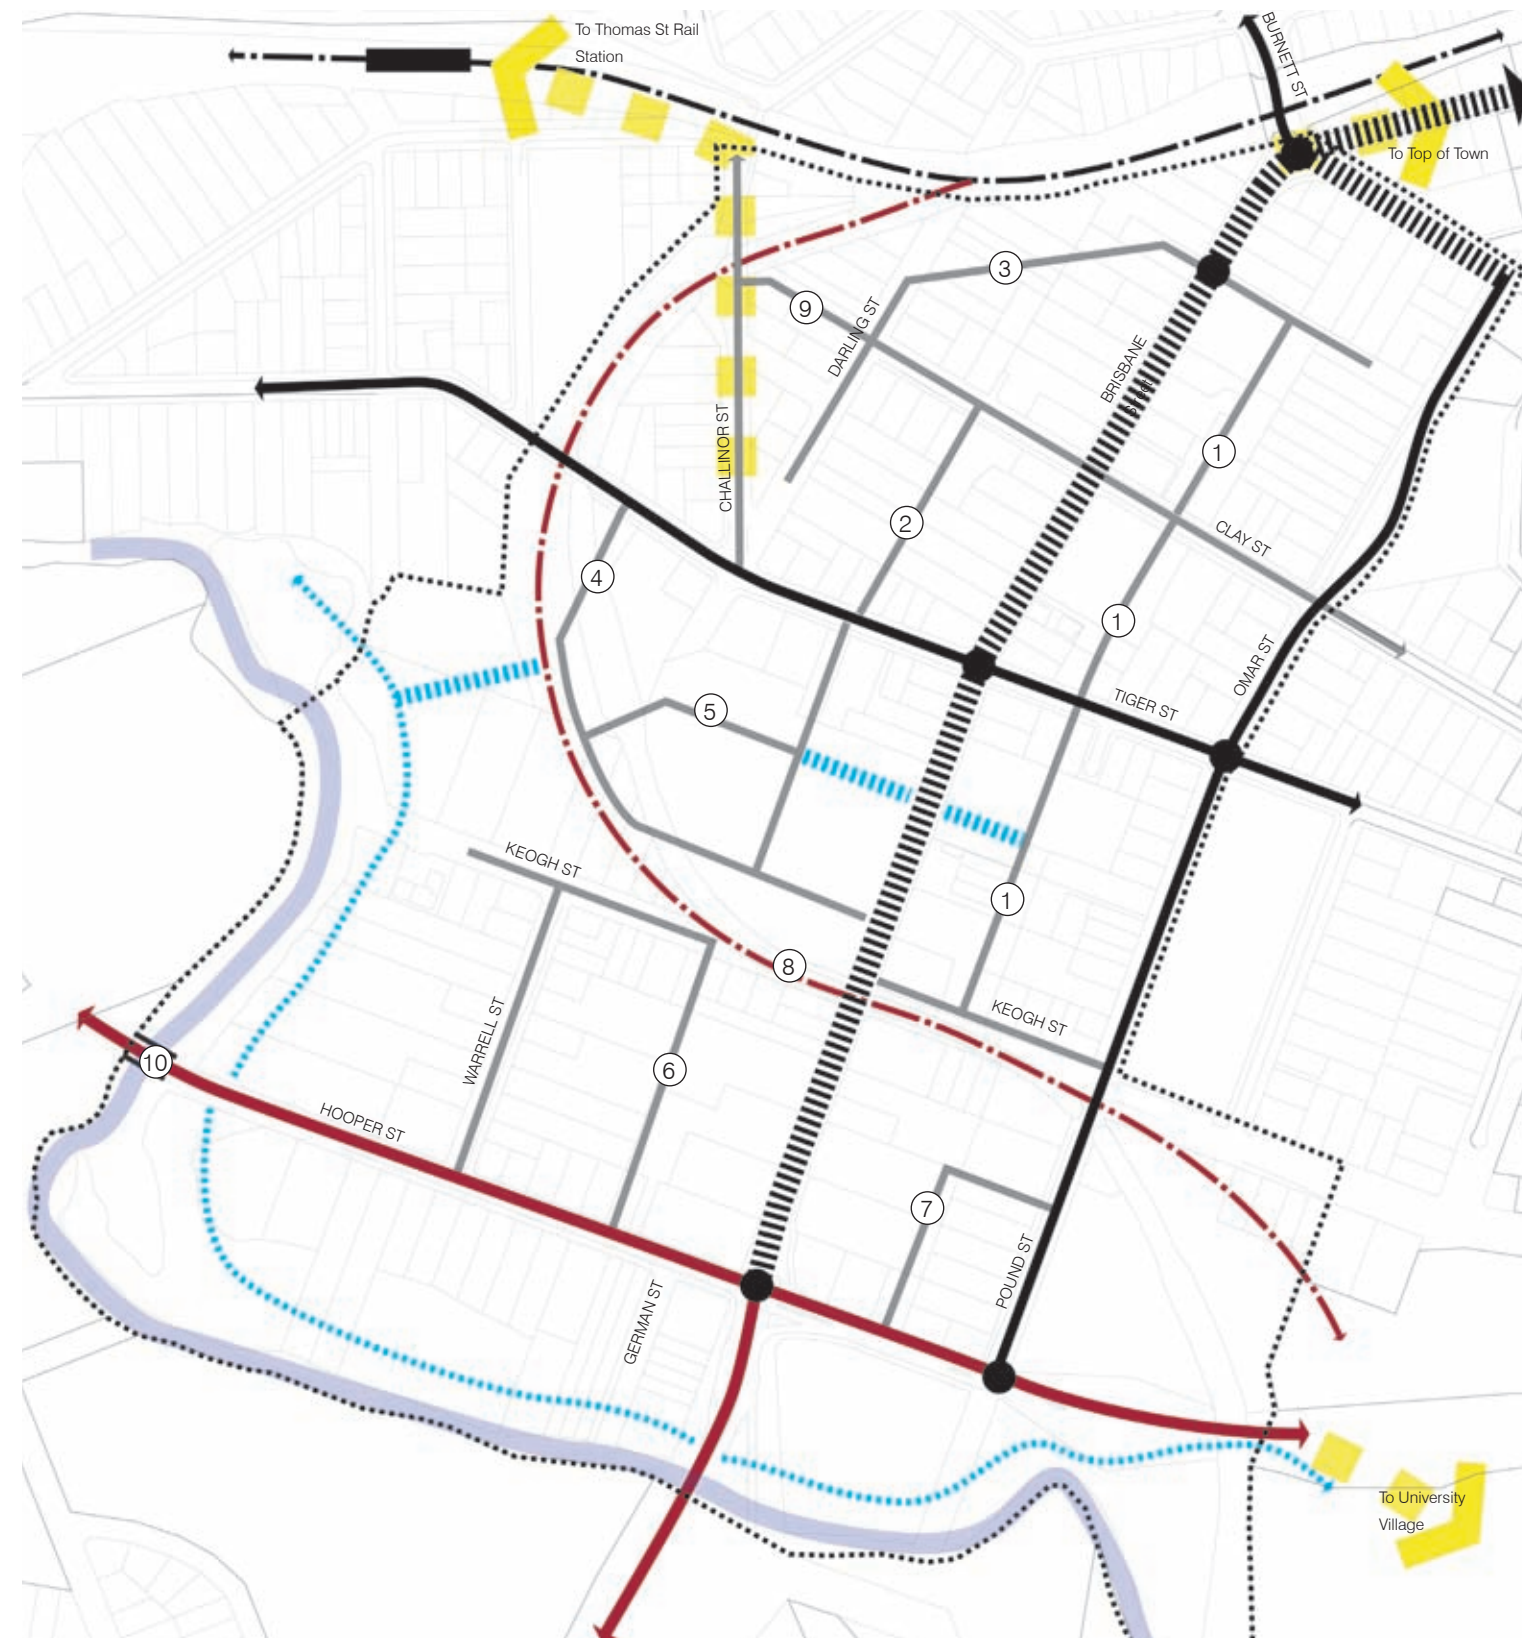 To Thomas St Rail
Station
BURNETT ST
To Top of Town
3
9
DARLING ST
BRISBANE
Street
CHALLINOR ST
1
2
CLAY ST
4
1
OMAR ST
TIGER ST
5
KEOGH ST
1
8
WARRELL ST
KEOGH ST
10
6
HOOPER ST
7
POUND ST
GERMAN ST
To University
Village